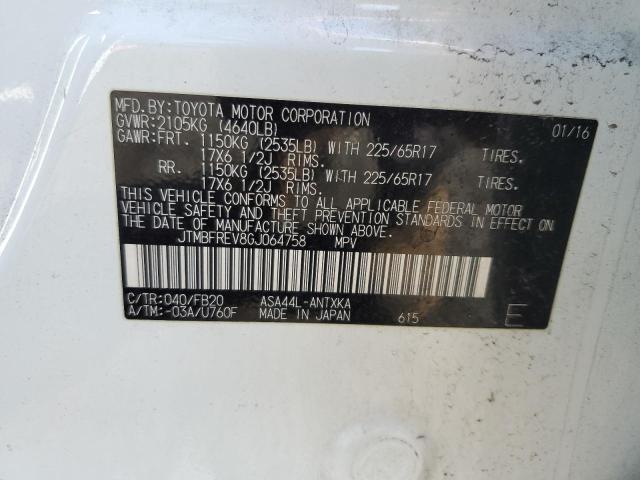 MFD.BY:TOYOTA MOTOR CORPORATION 01/16
GVWR:2105KG (4640LB)
GAWR:FRT. 1150KG (2535LB) WITH 225/65R17 TIRES.
17X6 1/2J RIMS.
RR. 1150KG (2535LB) WITH 225/65R17 TIRES.
17X6 1/2J RIMS.
THIS VEHICLE CONFORMS TO ALL APPLICABLE FEDERAL MOTOR
VEHICLE SAFETY AND THEFT PREVENTION STANDARDS IN EFFECT ON
THE DATE OF MANUFACTURE SHOWN ABOVE.
JTMBFREV8GJ064758 MPV
C/TR:040/FB20 ASA44L-ANTXKA
A/TM:-03A/U760F MADE IN JAPAN 615 E